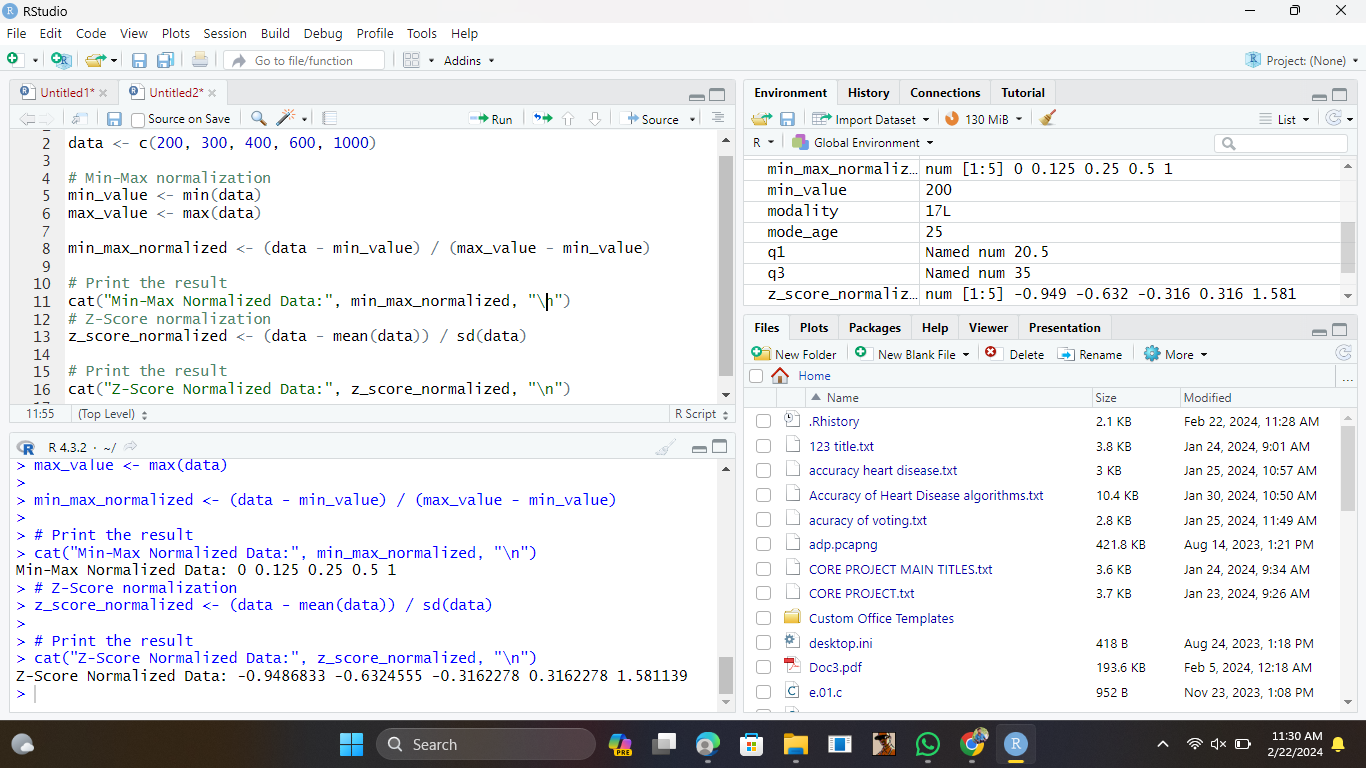 RStudio
File Edit Code View Plots Session Build Debug Profile Tools Help
Go to file/function Addins Project: (None)
Untitled1* Untitled2*
Source on Save Run Source
2 data <- c(200, 300, 400, 600, 1000)
3
4 # Min-Max normalization
5 min_value <- min(data)
6 max_value <- max(data)
7
8 min_max_normalized <- (data - min_value) / (max_value - min_value)
9
10 # Print the result
11 cat("Min-Max Normalized Data:", min_max_normalized, "\n")
12 # Z-Score normalization
13 z_score_normalized <- (data - mean(data)) / sd(data)
14
15 # Print the result
16 cat("Z-Score Normalized Data:", z_score_normalized, "\n")
11:55 (Top Level) R Script
R 4.3.2 · ~/
> max_value <- max(data)
>
> min_max_normalized <- (data - min_value) / (max_value - min_value)
>
> # Print the result
> cat("Min-Max Normalized Data:", min_max_normalized, "\n")
Min-Max Normalized Data: 0 0.125 0.25 0.5 1
> # Z-Score normalization
> z_score_normalized <- (data - mean(data)) / sd(data)
>
> # Print the result
> cat("Z-Score Normalized Data:", z_score_normalized, "\n")
Z-Score Normalized Data: -0.9486833 -0.6324555 -0.3162278 0.3162278 1.581139
>
Environment History Connections Tutorial
Import Dataset 130 MiB List
R Global Environment
min_max_normaliz… num [1:5] 0 0.125 0.25 0.5 1
min_value 200
modality 17L
mode_age 25
q1 Named num 20.5
q3 Named num 35
z_score_normaliz… num [1:5] -0.949 -0.632 -0.316 0.316 1.581
Files Plots Packages Help Viewer Presentation
New Folder New Blank File Delete Rename More
Home ...
Name Size Modified
.Rhistory 2.1 KB Feb 22, 2024, 11:28 AM
123 title.txt 3.8 KB Jan 24, 2024, 9:01 AM
accuracy heart disease.txt 3 KB Jan 25, 2024, 10:57 AM
Accuracy of Heart Disease algorithms.txt 10.4 KB Jan 30, 2024, 10:50 AM
acuracy of voting.txt 2.8 KB Jan 25, 2024, 11:49 AM
adp.pcapng 421.8 KB Aug 14, 2023, 1:21 PM
CORE PROJECT MAIN TITLES.txt 3.6 KB Jan 24, 2024, 9:34 AM
CORE PROJECT.txt 3.7 KB Jan 23, 2024, 9:26 AM
Custom Office Templates
desktop.ini 418 B Aug 24, 2023, 1:18 PM
Doc3.pdf 193.6 KB Feb 5, 2024, 12:18 AM
e.01.c 952 B Nov 23, 2023, 1:08 PM
Search PRE R 11:30 AM
2/22/2024